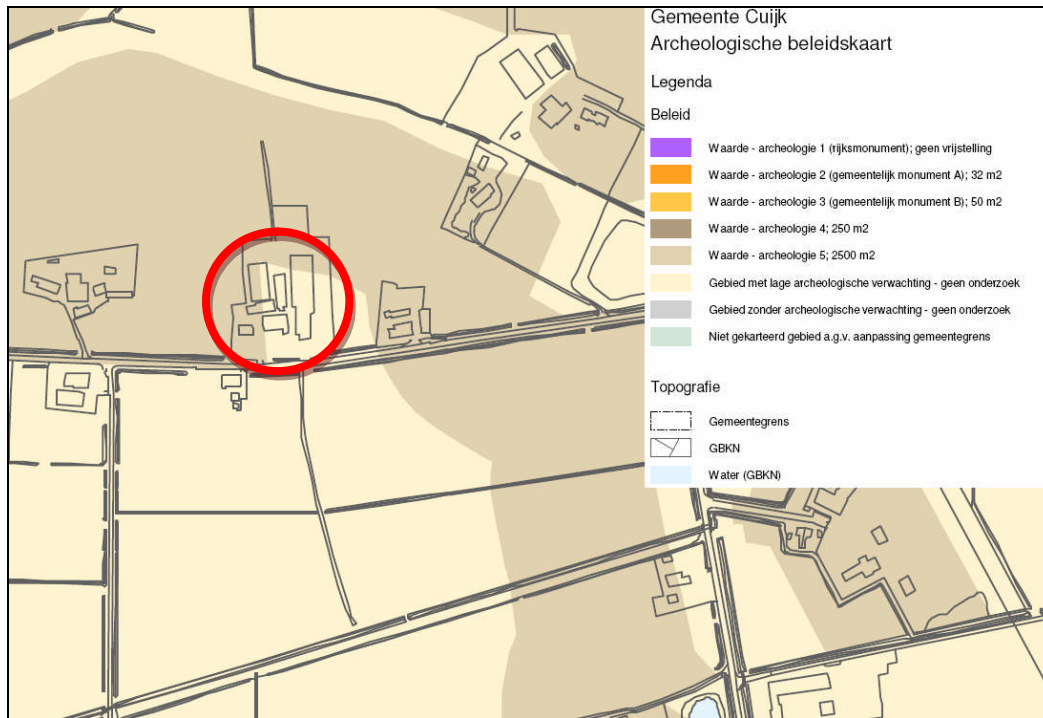 Gemeente Cuijk
Archeologische beleidskaart
Legenda
Beleid
Waarde - archeologie 1 (rijksmonument); geen vrijstelling
Waarde - archeologie 2 (gemeentelijk monument A); 32 m2
Waarde - archeologie 3 (gemeentelijk monument B); 50 m2
Waarde - archeologie 4; 250 m2
Waarde - archeologie 5; 2500 m2
Gebied met lage archeologische verwachting - geen onderzoek
Gebied zonder archeologische verwachting - geen onderzoek
Niet gekarteerd gebied a.g.v. aanpassing gemeentegrens
Topografie
Gemeentegrens
GBKN
Water (GBKN)